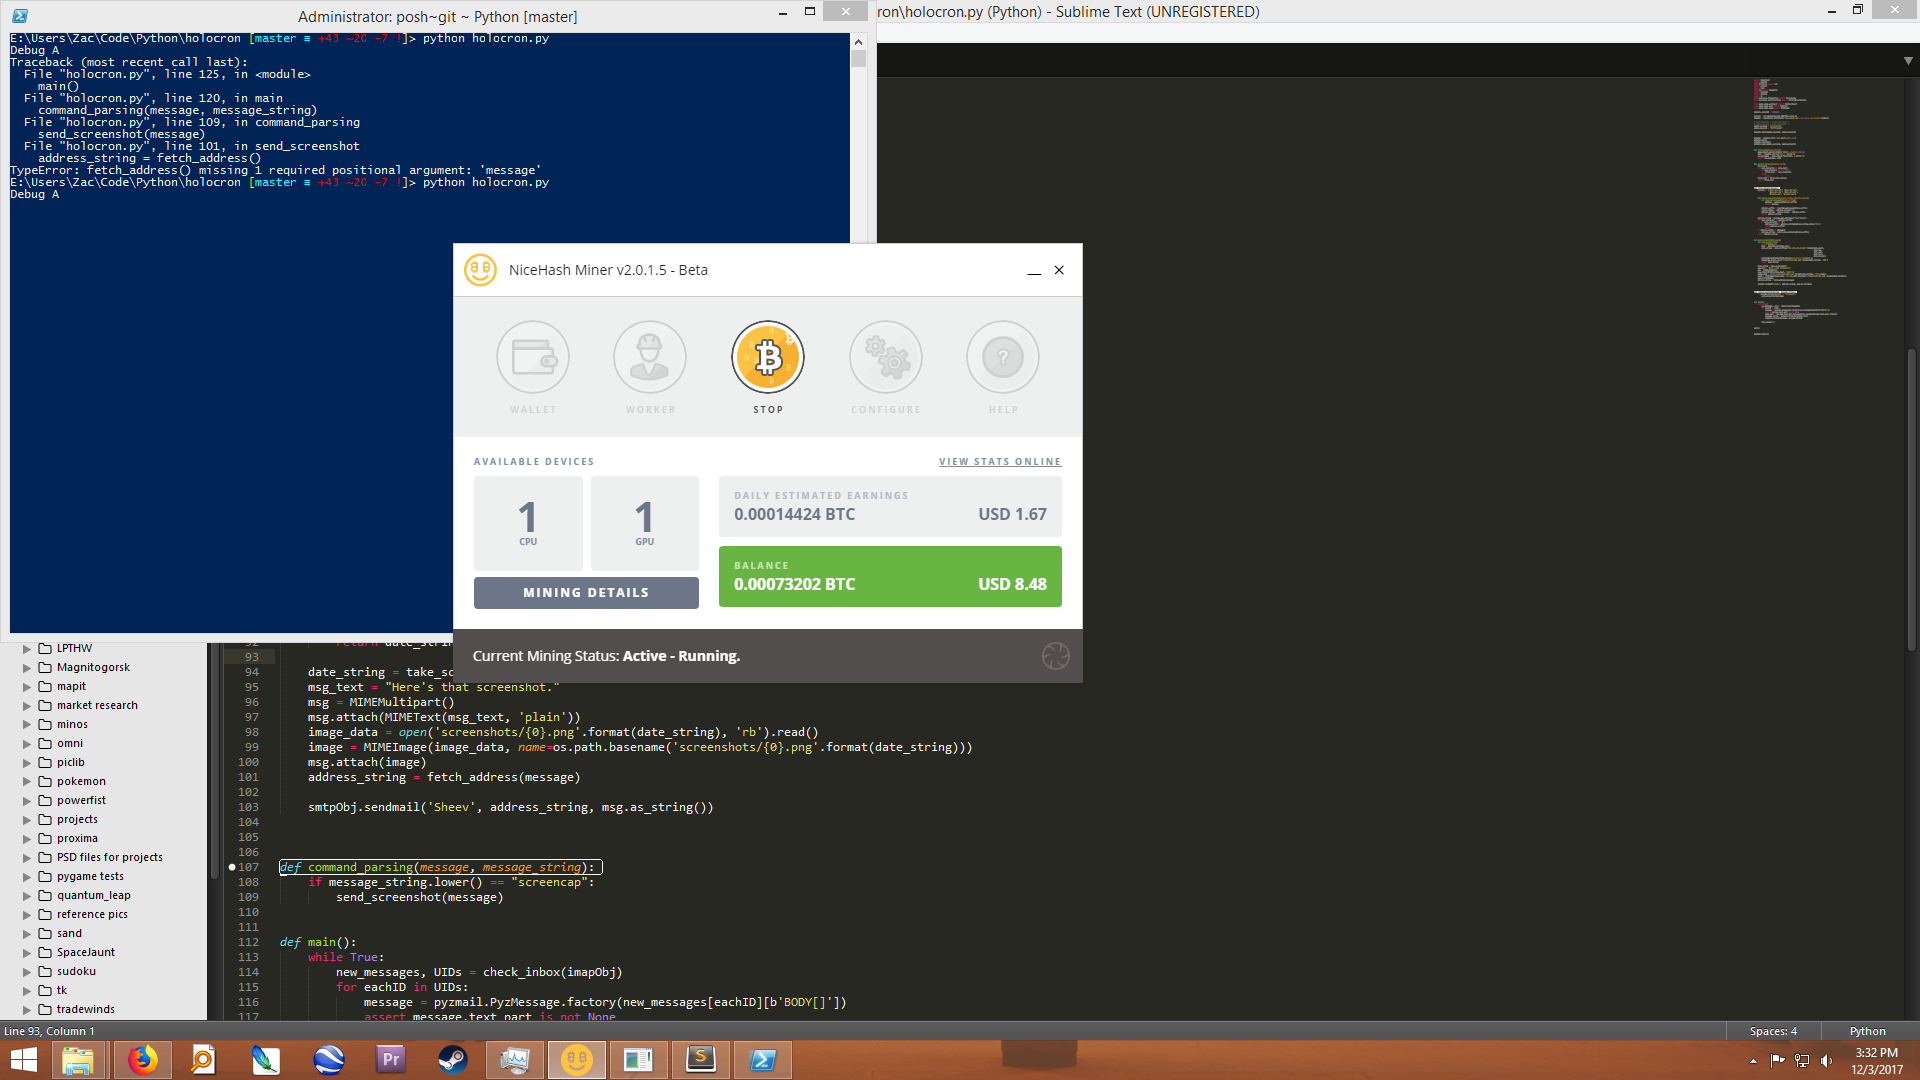 Administrator: posh~git ~ Python [master]
ron\holocron.py (Python) - Sublime Text (UNREGISTERED)
E:\Users\Zac\Code\Python\holocron [master ≡ +43 ~20 -7 !]> python holocron.py
Debug A
Traceback (most recent call last):
  File "holocron.py", line 125, in <module>
    main()
  File "holocron.py", line 120, in main
    command_parsing(message, message_string)
  File "holocron.py", line 109, in command_parsing
    send_screenshot(message)
  File "holocron.py", line 101, in send_screenshot
    address_string = fetch_address()
TypeError: fetch_address() missing 1 required positional argument: 'message'
E:\Users\Zac\Code\Python\holocron [master ≡ +43 ~20 -7 !]> python holocron.py
Debug A
NiceHash Miner v2.0.1.5 - Beta
WALLET
WORKER
STOP
CONFIGURE
HELP
AVAILABLE DEVICES
VIEW STATS ONLINE
1
CPU
1
GPU
MINING DETAILS
DAILY ESTIMATED EARNINGS
0.00014424 BTC USD 1.67
BALANCE
0.00073202 BTC USD 8.48
Current Mining Status: Active - Running.
LPTHW
Magnitogorsk
mapit
market research
minos
omni
piclib
pokemon
powerfist
projects
proxima
PSD files for projects
pygame tests
quantum_leap
reference pics
sand
SpaceJaunt
sudoku
tk
tradewinds
92 return date_strin
93
94 date_string = take_sc
95 msg_text = "Here's that screenshot."
96 msg = MIMEMultipart()
97 msg.attach(MIMEText(msg_text, 'plain'))
98 image_data = open('screenshots/{0}.png'.format(date_string), 'rb').read()
99 image = MIMEImage(image_data, name=os.path.basename('screenshots/{0}.png'.format(date_string)))
100 msg.attach(image)
101 address_string = fetch_address(message)
102
103 smtpObj.sendmail('Sheev', address_string, msg.as_string())
104
105
106
107 def command_parsing(message, message_string):
108 if message_string.lower() == "screencap":
109 send_screenshot(message)
110
111
112 def main():
113 while True:
114 new_messages, UIDs = check_inbox(imapObj)
115 for eachID in UIDs:
116 message = pyzmail.PyzMessage.factory(new_messages[eachID][b'BODY[]'])
117 assert message.text_part is not None
Line 93, Column 1
Spaces: 4
Python
Pr
3:32 PM
12/3/2017